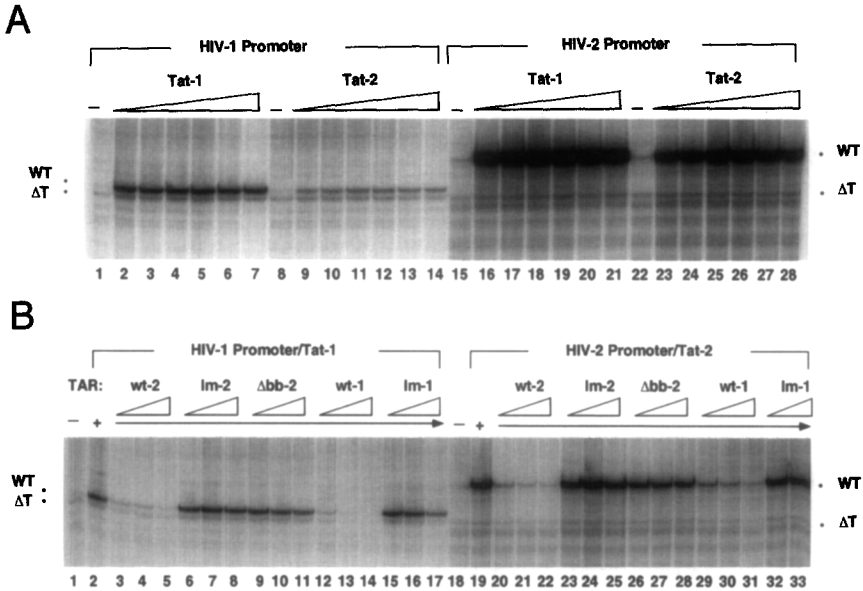 A
HIV-1 Promoter HIV-2 Promoter
Tat-1 Tat-2 Tat-1 Tat-2
– – – –
WT WT
ΔT ΔT
1 2 3 4 5 6 7 8 9 10 11 12 13 14 15 16 17 18 19 20 21 22 23 24 25 26 27 28
B
HIV-1 Promoter/Tat-1 HIV-2 Promoter/Tat-2
TAR: wt-2 lm-2 Δbb-2 wt-1 lm-1 wt-2 lm-2 Δbb-2 wt-1 lm-1
– + – +
WT WT
ΔT ΔT
1 2 3 4 5 6 7 8 9 10 11 12 13 14 15 16 17 18 19 20 21 22 23 24 25 26 27 28 29 30 31 32 33